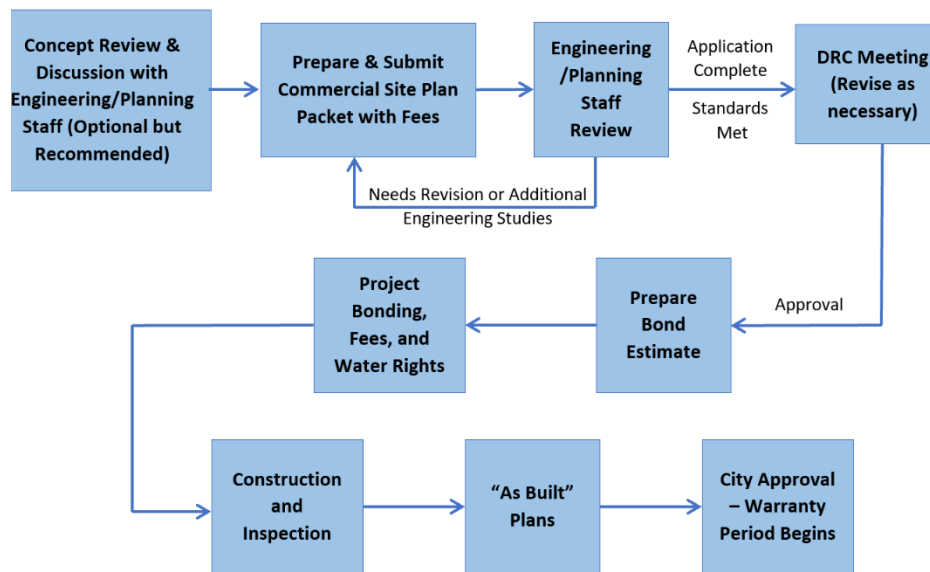 Concept Review &
Discussion with
Engineering/Planning
Staff (Optional but
Recommended)
Prepare & Submit
Commercial Site Plan
Packet with Fees
Engineering
/Planning
Staff
Review
Application
Complete
Standards
Met
DRC Meeting
(Revise as
necessary)
Needs Revision or Additional
Engineering Studies
Approval
Prepare
Bond
Estimate
Project
Bonding,
Fees, and
Water Rights
Construction
and
Inspection
“As Built”
Plans
City Approval
– Warranty
Period Begins